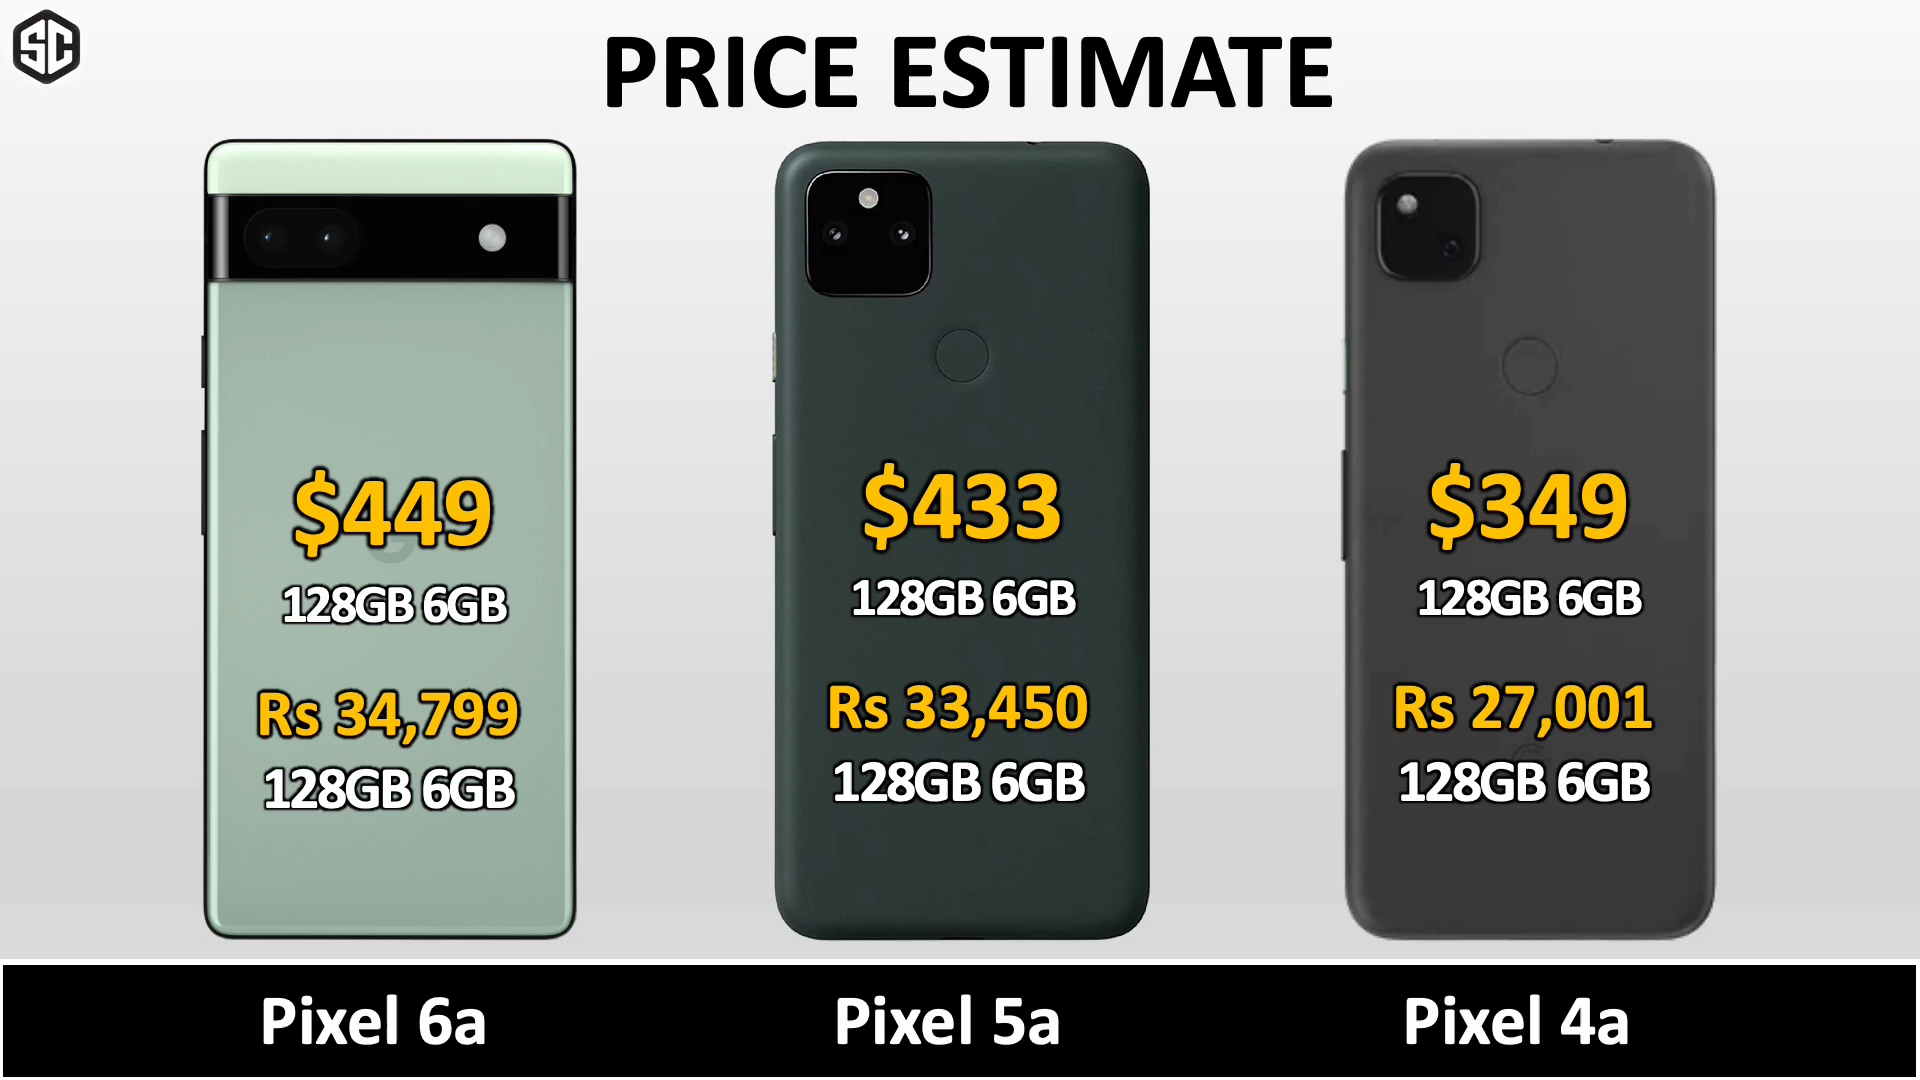 SC
PRICE ESTIMATE
$449
128GB 6GB
Rs 34,799
128GB 6GB
$433
128GB 6GB
Rs 33,450
128GB 6GB
$349
128GB 6GB
Rs 27,001
128GB 6GB
Pixel 6a
Pixel 5a
Pixel 4a